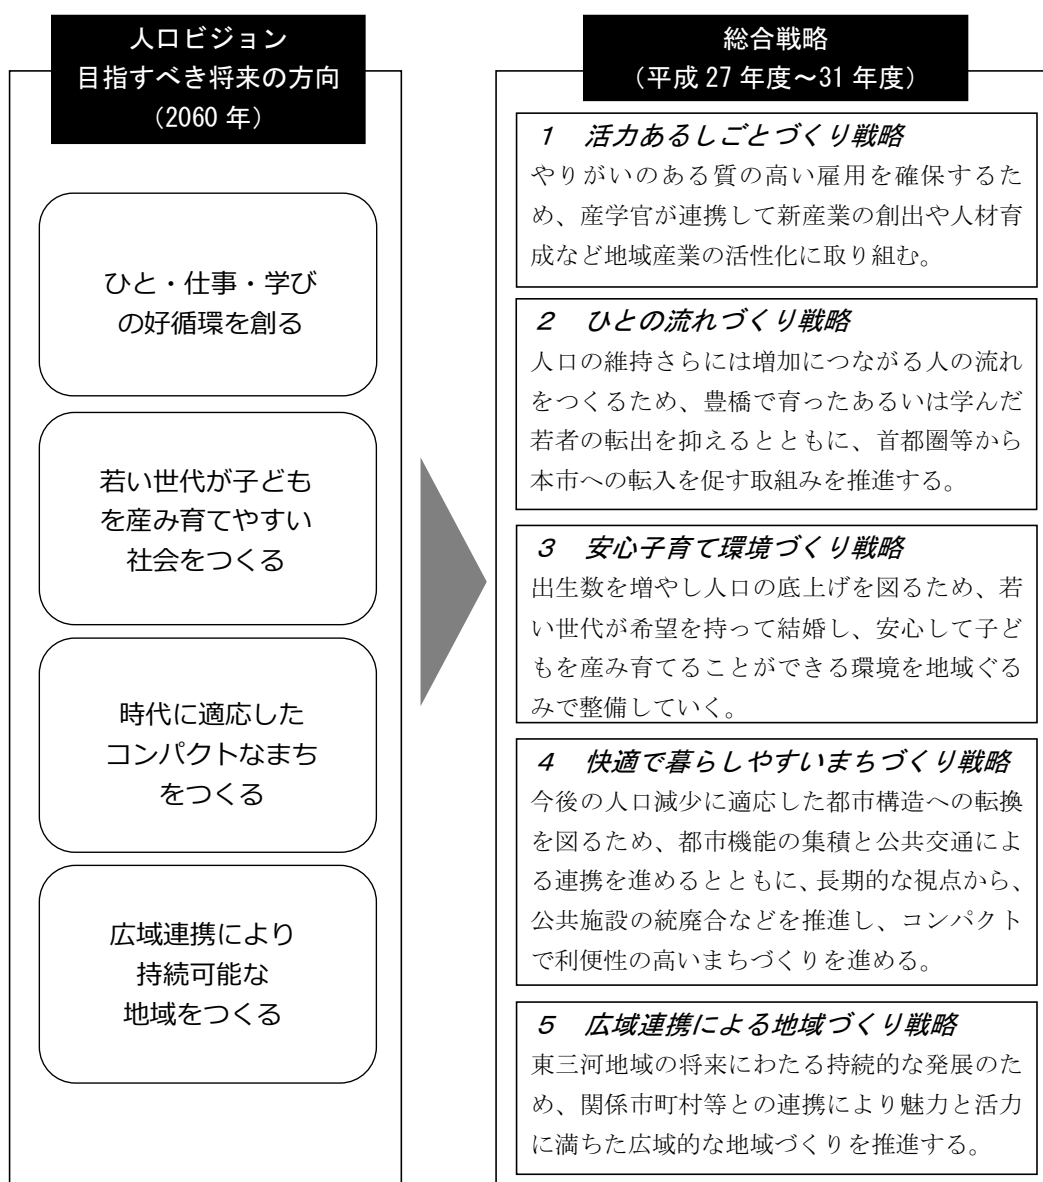 人口ビジョン
目指すべき将来の方向
（2060 年）
ひと・仕事・学び
の好循環を創る
若い世代が子ども
を産み育てやすい
社会をつくる
時代に適応した
コンパクトなまち
をつくる
広域連携により
持続可能な
地域をつくる
総合戦略
（平成 27 年度～31 年度）
１　活力あるしごとづくり戦略
やりがいのある質の高い雇用を確保するた
め、産学官が連携して新産業の創出や人材育
成など地域産業の活性化に取り組む。
２　ひとの流れづくり戦略
人口の維持さらには増加につながる人の流れ
をつくるため、豊橋で育ったあるいは学んだ
若者の転出を抑えるとともに、首都圏等から
本市への転入を促す取組みを推進する。
３　安心子育て環境づくり戦略
出生数を増やし人口の底上げを図るため、若
い世代が希望を持って結婚し、安心して子ど
もを産み育てることができる環境を地域ぐる
みで整備していく。
４　快適で暮らしやすいまちづくり戦略
今後の人口減少に適応した都市構造への転換
を図るため、都市機能の集積と公共交通によ
る連携を進めるとともに、長期的な視点から、
公共施設の統廃合などを推進し、コンパクト
で利便性の高いまちづくりを進める。
５　広域連携による地域づくり戦略
東三河地域の将来にわたる持続的な発展のた
め、関係市町村等との連携により魅力と活力
に満ちた広域的な地域づくりを推進する。